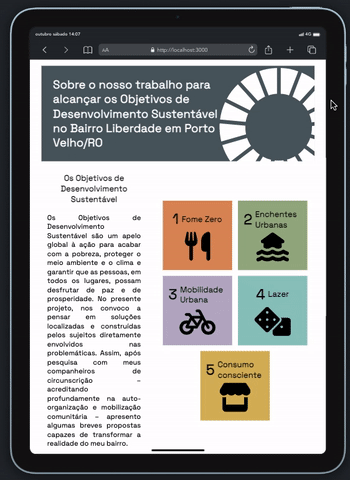 outubro sábado 14:07
4G
AA
http://localhost:3000
Sobre o nosso trabalho para
alcançar os Objetivos de
Desenvolvimento Sustentável
no Bairro Liberdade em Porto
Velho/RO
Os Objetivos de
Desenvolvimento
Sustentável
Os Objetivos de
Desenvolvimento
Sustentável são um apelo
global à ação para acabar
com a pobreza, proteger o
meio ambiente e o clima e
garantir que as pessoas, em
todos os lugares, possam
desfrutar de paz e de
prosperidade. No presente
projeto, nos convoco a
pensar em soluções
localizadas e construídas
pelos sujeitos diretamente
envolvidos nas
problemáticas. Assim, após
pesquisa com meus
companheiros de
circunscrição –
acreditando
profundamente na auto-
organização e mobilização
comunitária – apresento
algumas breves propostas
capazes de transformar a
realidade do meu bairro.
1 Fome Zero
2 Enchentes
Urbanas
3 Mobilidade
Urbana
4 Lazer
5 Consumo
consciente